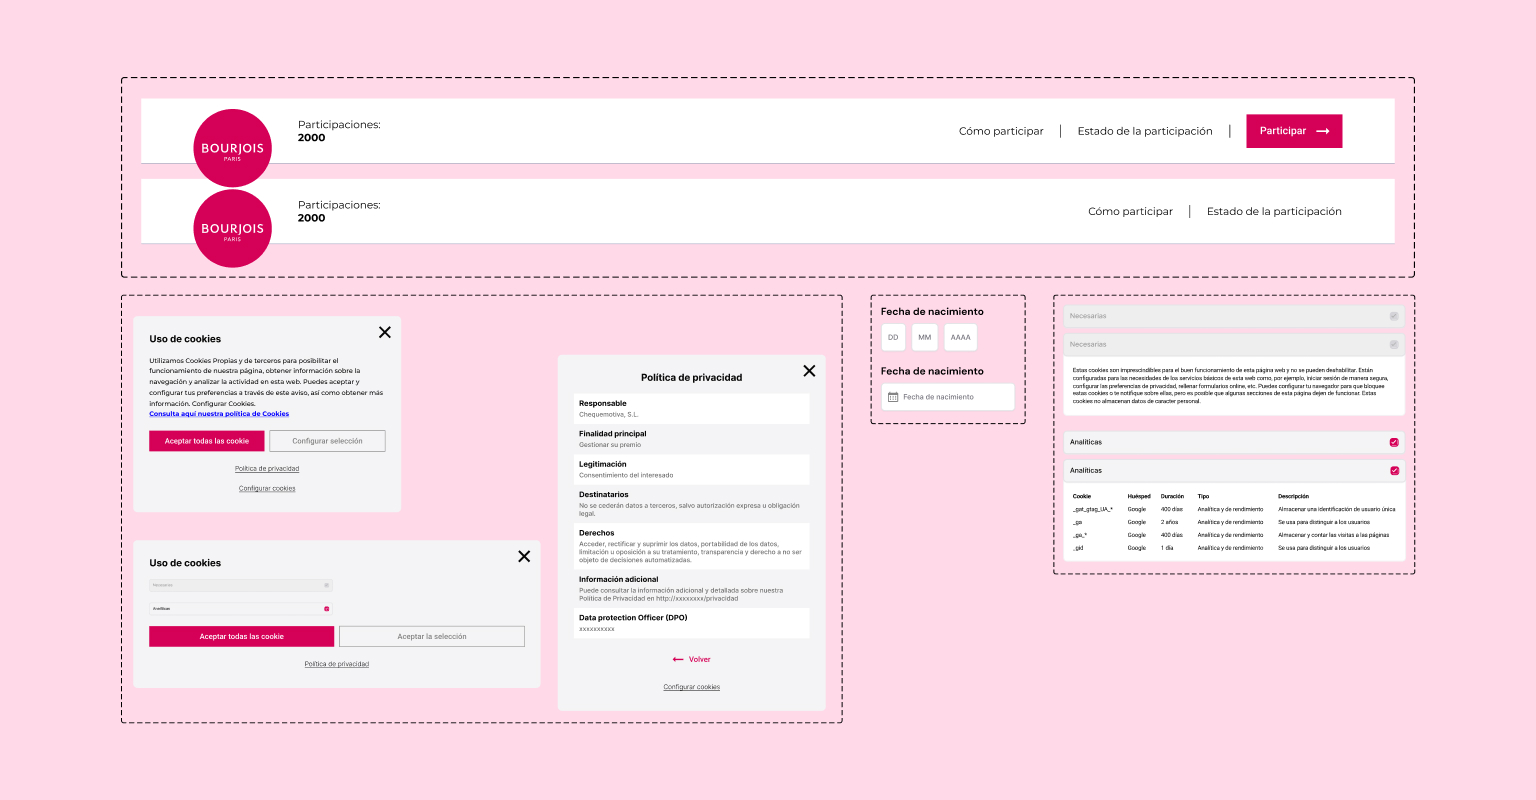 BOURJOIS
PARIS
Participaciones:
2000
Cómo participar
Estado de la participación
Participar
BOURJOIS
PARIS
Participaciones:
2000
Cómo participar
Estado de la participación
Uso de cookies
Utilizamos Cookies Propias y de terceros para posibilitar el
funcionamiento de nuestra página, obtener información sobre la
navegación y analizar la actividad en esta web. Puedes aceptar y
configurar tus preferencias a través de este aviso, así como obtener más
información. Configurar Cookies.
Consulta aquí nuestra política de Cookies
Aceptar todas las cookie
Configurar selección
Política de privacidad
Configurar cookies
Uso de cookies
Necesarias
Analíticas
Aceptar todas las cookie
Aceptar la selección
Política de privacidad
Política de privacidad
Responsable
Chequemotiva, S.L.
Finalidad principal
Gestionar su premio
Legitimación
Consentimiento del interesado
Destinatarios
No se cederán datos a terceros, salvo autorización expresa u obligación
legal.
Derechos
Acceder, rectificar y suprimir los datos, portabilidad de los datos,
limitación u oposición a su tratamiento, transparencia y derecho a no ser
objeto de decisiones automatizadas.
Información adicional
Puede consultar la información adicional y detallada sobre nuestra
Política de Privacidad en http://xxxxxxxx/privacidad
Data protection Officer (DPO)
xxxxxxxxxx
Volver
Configurar cookies
Fecha de nacimiento
DD MM AAAA
Fecha de nacimiento
Fecha de nacimiento
Necesarias
Necesarias
Estas cookies son imprescindibles para el buen funcionamiento de esta página web y no se pueden deshabilitar. Están
configuradas para las necesidades de los servicios básicos de esta web como, por ejemplo, iniciar sesión de manera segura,
configurar las preferencias de privacidad, rellenar formularios online, etc. Puedes configurar tu navegador para que bloquee
estas cookies o te notifique sobre ellas, pero es posible que algunas secciones de esta página dejen de funcionar. Estas
cookies no almacenan datos de caracter personal.
Analíticas
Analíticas
Cookie Huésped Duración Tipo Descripción
_gat_gtag_UA_* Google 400 días Analítica y de rendimiento Almacenar una identificación de usuario única
_ga Google 2 años Analítica y de rendimiento Se usa para distinguir a los usuarios
_ga_* Google 400 días Analítica y de rendimiento Almacenar y contar las visitas a las páginas
_gid Google 1 día Analítica y de rendimiento Se usa para distinguir a los usuarios